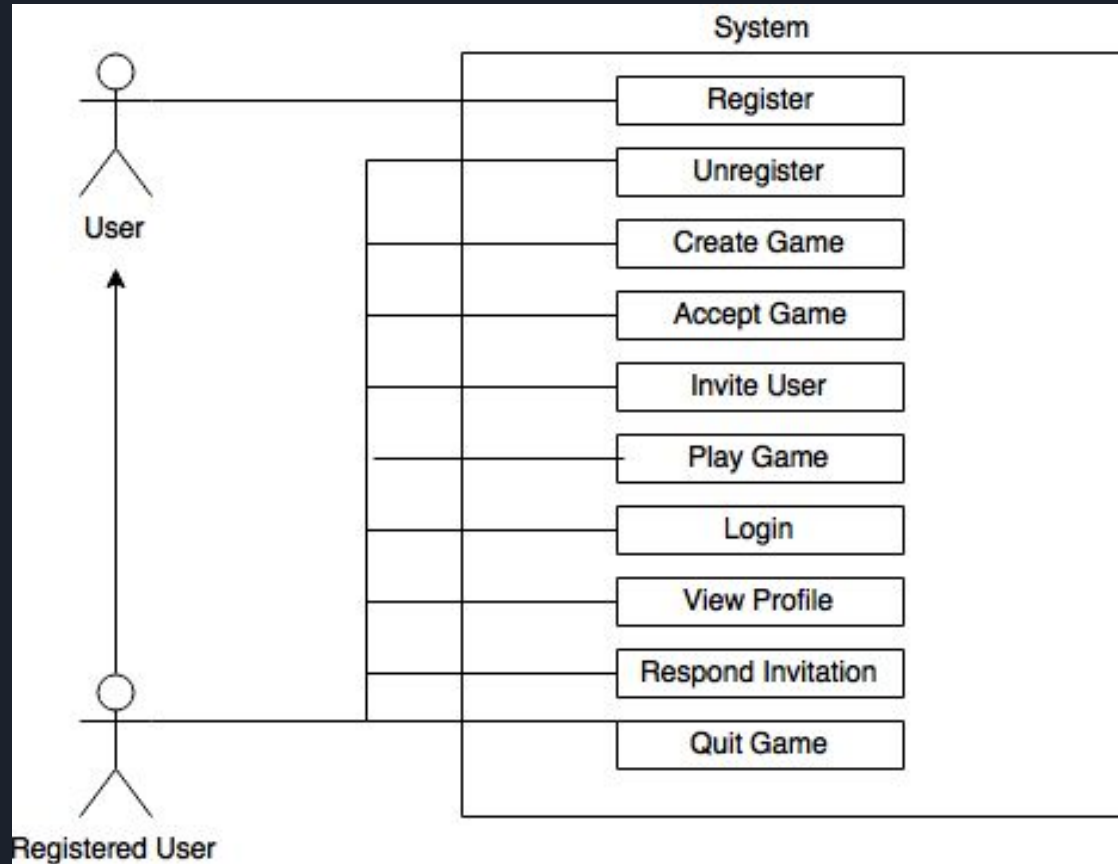 System
Register
Unregister
User
Create Game
Accept Game
Invite User
Play Game
Login
View Profile
Respond Invitation
Quit Game
Registered User